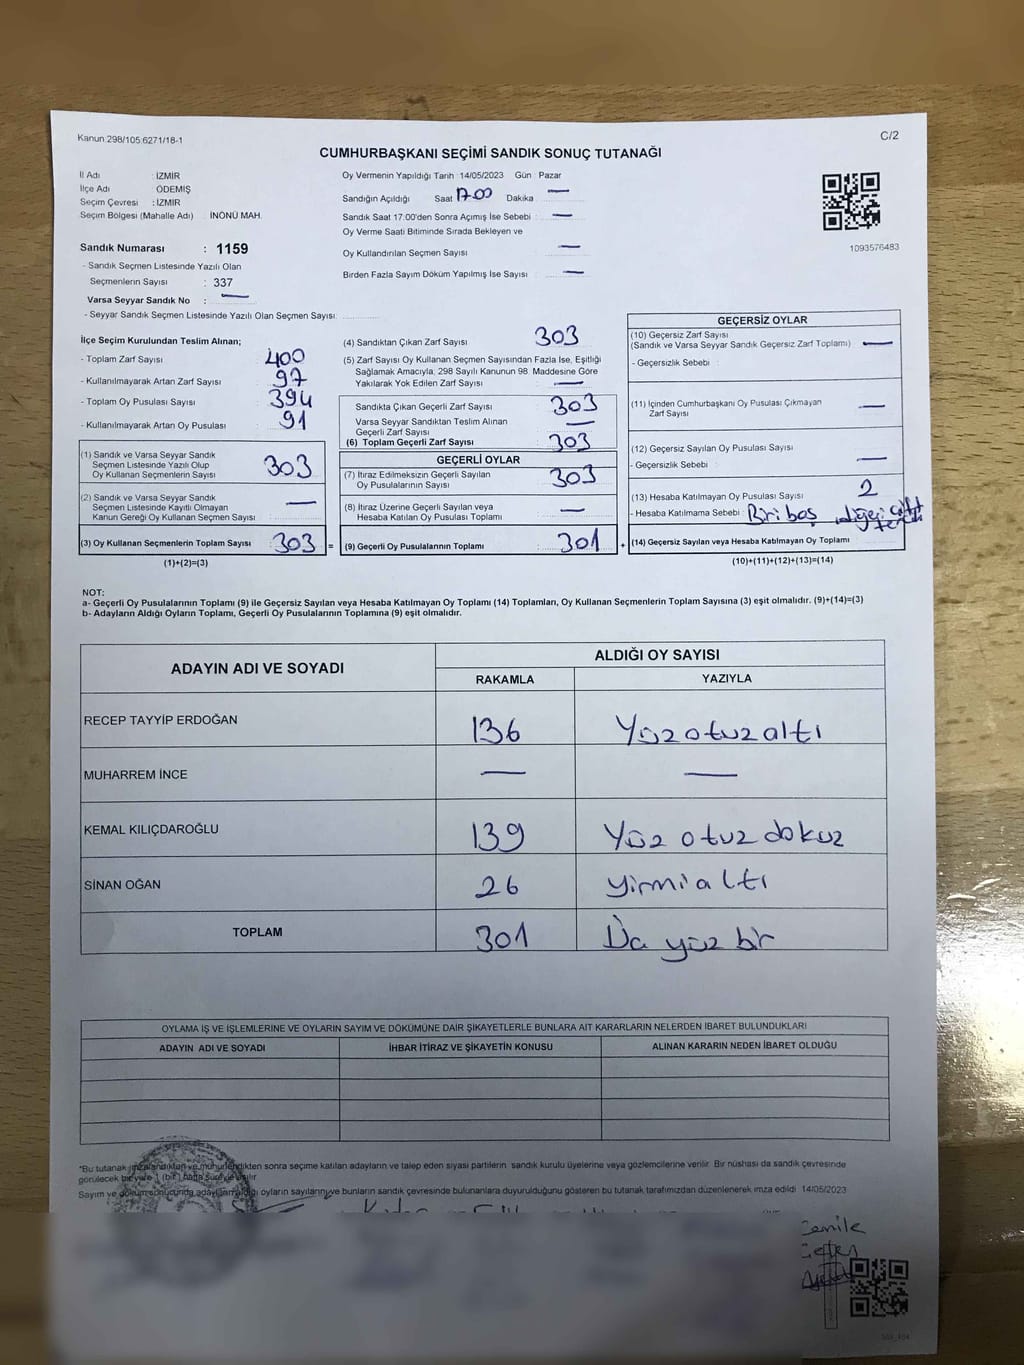 Kanun:298/105:6271/18-1
C/2
CUMHURBAŞKANI SEÇİMİ SANDIK SONUÇ TUTANAĞI
İl Adı : İZMİR
İlçe Adı : ÖDEMİŞ
Seçim Çevresi : İZMİR
Seçim Bölgesi (Mahalle Adı) : İNÖNÜ MAH.
Sandık Numarası : 1159
- Sandık Seçmen Listesinde Yazılı Olan
Seçmenlerin Sayısı : 337
Varsa Seyyar Sandık No : —
- Seyyar Sandık Seçmen Listesinde Yazılı Olan Seçmen Sayısı:
Oy Vermenin Yapıldığı Tarih 14/05/2023 Gün Pazar
Sandığın Açıldığı Saat 17.00 Dakika —
Sandık Saat 17:00'den Sonra Açımış İse Sebebi —
Oy Verme Saati Bitiminde Sırada Bekleyen ve
Oy Kullandırılan Seçmen Sayısı —
Birden Fazla Sayım Döküm Yapılmış İse Sayısı —
1093576483
İlçe Seçim Kurulundan Teslim Alınan;
- Toplam Zarf Sayısı 400
- Kullanılmayarak Artan Zarf Sayısı 97
- Toplam Oy Pusulası Sayısı 394
- Kullanılmayarak Artan Oy Pusulası 91
(1) Sandık ve Varsa Seyyar Sandık
Seçmen Listesinde Yazılı Olup
Oy Kullanan Seçmenlerin Sayısı 303
(2) Sandık ve Varsa Seyyar Sandık
Seçmen Listesinde Kayıtlı Olmayan
Kanun Gereği Oy Kullanan Seçmen Sayısı —
(3) Oy Kullanan Seçmenlerin Toplam Sayısı 303 =
(1)+(2)=(3)
(4) Sandıktan Çıkan Zarf Sayısı 303
(5) Zarf Sayısı Oy Kullanan Seçmen Sayısından Fazla İse, Eşitliği
Sağlamak Amacıyla, 298 Sayılı Kanunun 98. Maddesine Göre
Yakılarak Yok Edilen Zarf Sayısı —
Sandıkta Çıkan Geçerli Zarf Sayısı 303
Varsa Seyyar Sandıktan Teslim Alınan
Geçerli Zarf Sayısı —
(6) Toplam Geçerli Zarf Sayısı 303
GEÇERLİ OYLAR
(7) İtiraz Edilmeksizin Geçerli Sayılan
Oy Pusulalarının Sayısı 303
(8) İtiraz Üzerine Geçerli Sayılan veya
Hesaba Katılan Oy Pusulası Toplamı —
(9) Geçerli Oy Pusulalarının Toplamı 301 +
GEÇERSİZ OYLAR
(10) Geçersiz Zarf Sayısı
(Sandık ve Varsa Seyyar Sandık Geçersiz Zarf Toplamı) —
- Geçersizlik Sebebi
(11) İçinden Cumhurbaşkanı Oy Pusulası Çıkmayan
Zarf Sayısı —
(12) Geçersiz Sayılan Oy Pusulası Sayısı
- Geçersizlik Sebebi —
(13) Hesaba Katılmayan Oy Pusulası Sayısı 2
- Hesaba Katılmama Sebebi Biri boş diğeri çift
(14) Geçersiz Sayılan veya Hesaba Katılmayan Oy Toplamı
(10)+(11)+(12)+(13)=(14)
NOT:
a- Geçerli Oy Pusulalarının Toplamı (9) ile Geçersiz Sayılan veya Hesaba Katılmayan Oy Toplamı (14) Toplamları, Oy Kullanan Seçmenlerin Toplam Sayısına (3) eşit olmalıdır. (9)+(14)=(3)
b- Adayların Aldığı Oyların Toplamı, Geçerli Oy Pusulalarının Toplamına (9) eşit olmalıdır.
ADAYIN ADI VE SOYADI
ALDIĞI OY SAYISI
RAKAMLA YAZIYLA
RECEP TAYYİP ERDOĞAN 136 Yüz otuz altı
MUHARREM İNCE — —
KEMAL KILIÇDAROĞLU 139 Yüz otuz dokuz
SİNAN OĞAN 26 yirmi altı
TOPLAM 301 Üç yüz bir
OYLAMA İŞ VE İŞLEMLERİNE VE OYLARIN SAYIM VE DÖKÜMÜNE DAİR ŞİKAYETLERLE BUNLARA AİT KARARLARIN NELERDEN İBARET BULUNDUKLARI
ADAYIN ADI VE SOYADI İHBAR İTİRAZ VE ŞİKAYETİN KONUSU ALINAN KARARIN NEDEN İBARET OLDUĞU
*Bu tutanak imzalandıktan ve mühürlendikten sonra seçime katılan adayların ve talep eden siyasi partilerin sandık kurulu üyelerine veya gözlemcilerine verilir. Bir nüshası da sandık çevresinde
görülecek bir yere 1 (bir) hafta süreyle asılır
Sayım ve döküm sonucunda adayların aldığı oyların sayılarını ve bunların sandık çevresinde bulunanlara duyurulduğunu gösteren bu tutanak tarafımızdan düzenlenerek imza edildi 14/05/2023
Cemile